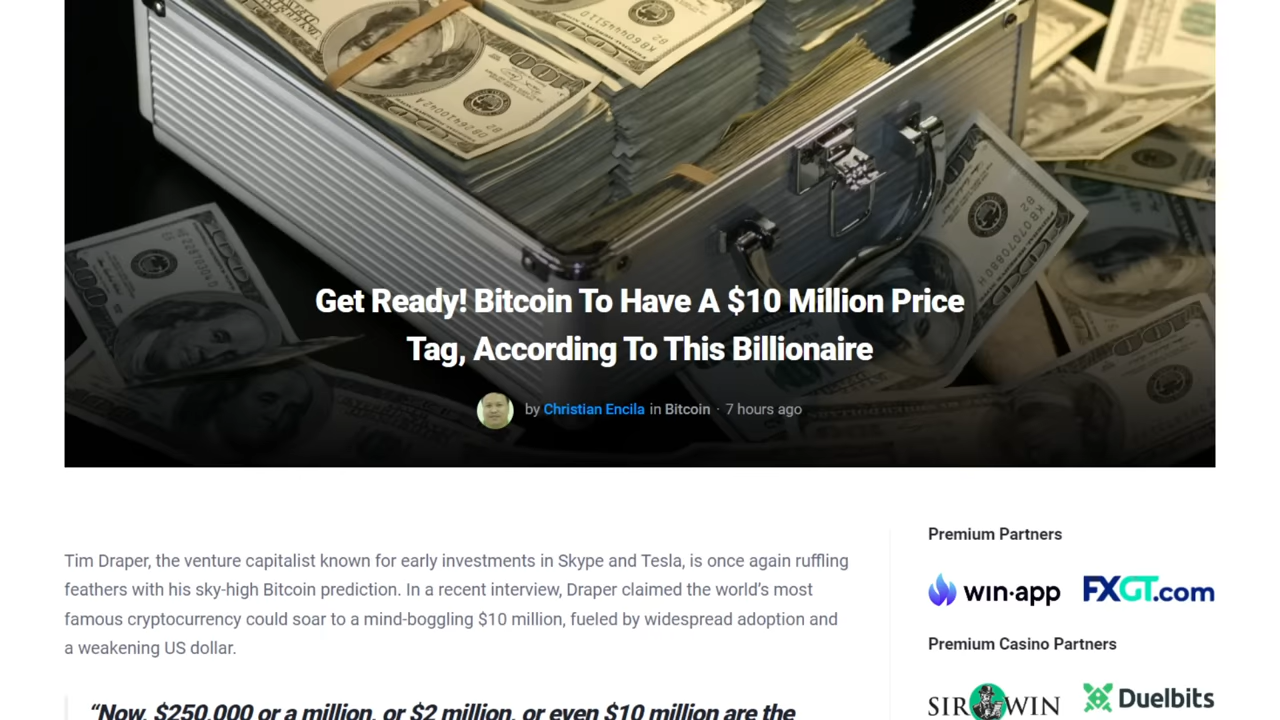 Get Ready! Bitcoin To Have A $10 Million Price
Tag, According To This Billionaire
by Christian Encila in Bitcoin · 7 hours ago
Tim Draper, the venture capitalist known for early investments in Skype and Tesla, is once again ruffling
feathers with his sky-high Bitcoin prediction. In a recent interview, Draper claimed the world’s most
famous cryptocurrency could soar to a mind-boggling $10 million, fueled by widespread adoption and
a weakening US dollar.
“Now, $250,000 or a million, or $2 million, or even $10 million are the
Premium Partners
win·app
FXGT.com
Premium Casino Partners
SIR WIN
Duelbits